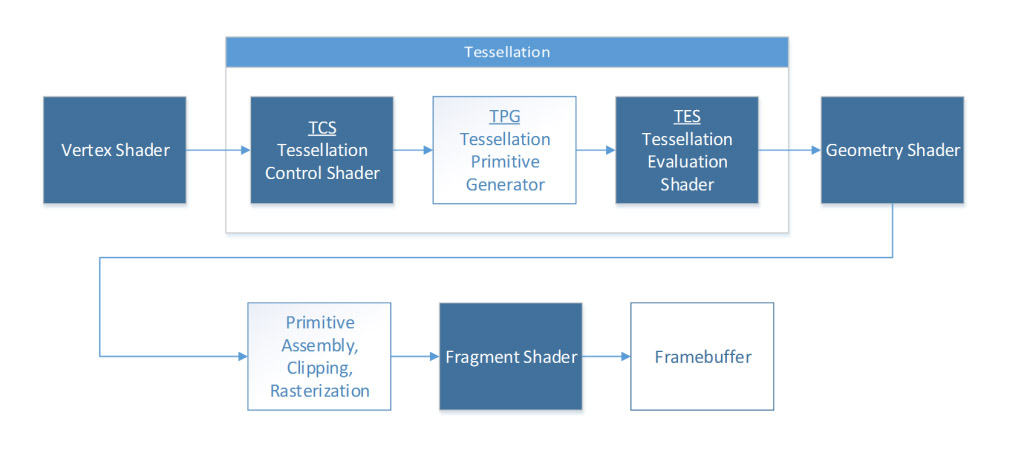 Tessellation
Vertex Shader
TCS
Tessellation
Control Shader
TPG
Tessellation
Primitive
Generator
TES
Tessellation
Evaluation
Shader
Geometry Shader
Primitive
Assembly,
Clipping,
Rasterization
Fragment Shader
Framebuffer